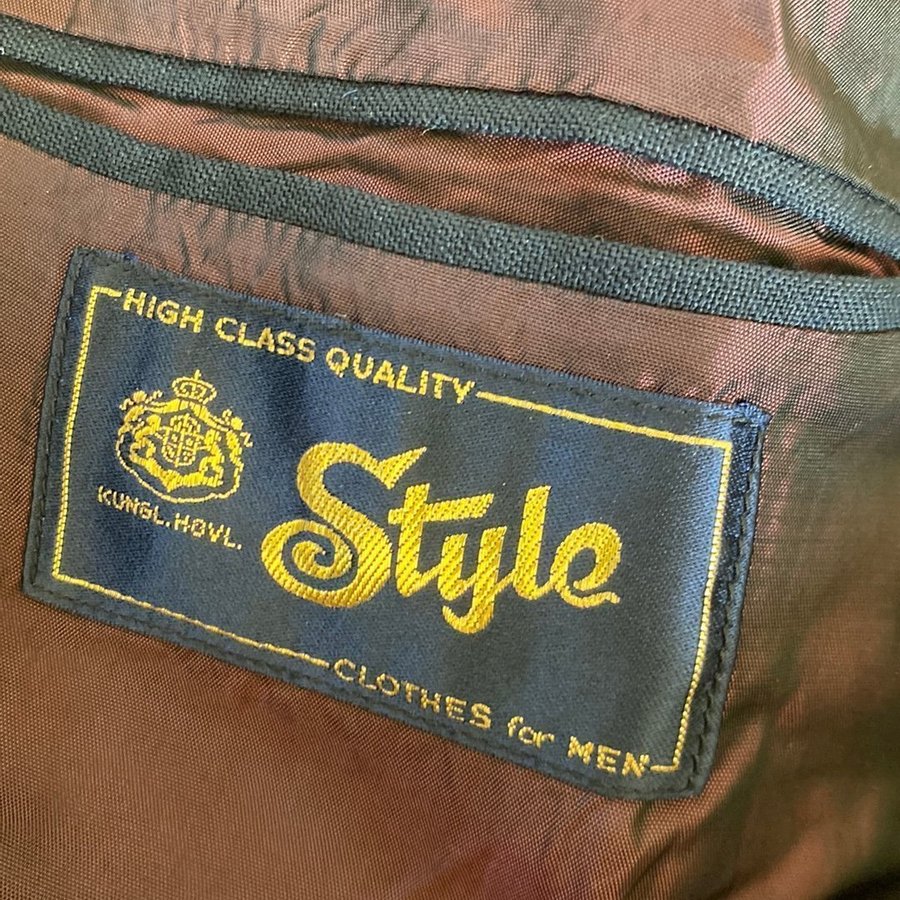 HIGH CLASS QUALITY
KUNGL. HOVL.
Style
CLOTHES for MEN